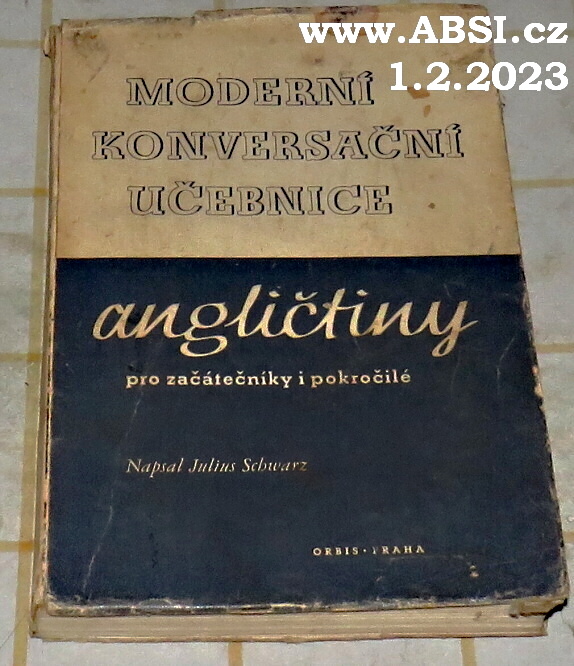 www.ABSI.cz
1.2.2023
MODERNÍ
KONVERSAČNÍ
UČEBNICE
angličtiny
pro začátečníky i pokročilé
Napsal Julius Schwarz
ORBIS · PRAHA